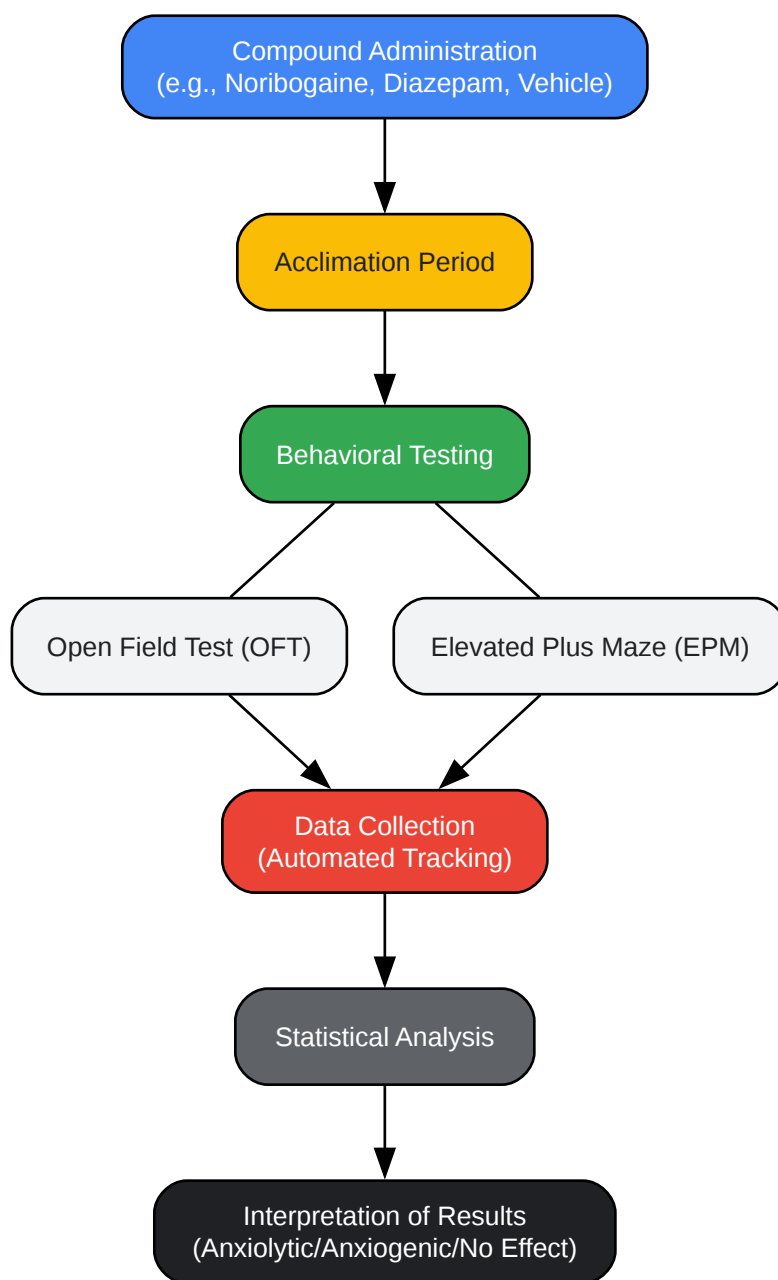 Compound Administration
(e.g., Noribogaine, Diazepam, Vehicle)
Acclimation Period
Behavioral Testing
Open Field Test (OFT)
Elevated Plus Maze (EPM)
Data Collection
(Automated Tracking)
Statistical Analysis
Interpretation of Results
(Anxiolytic/Anxiogenic/No Effect)